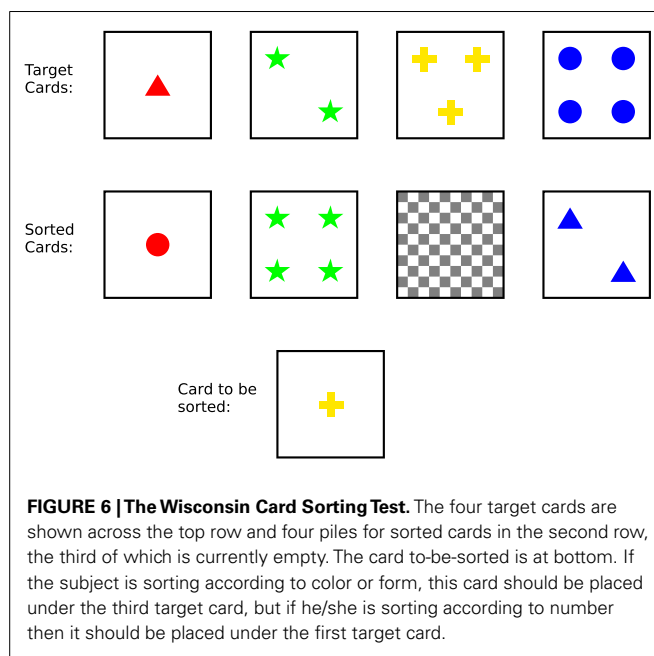 Target
Cards:
Sorted
Cards:
Card to be
sorted:
FIGURE 6 | The Wisconsin Card Sorting Test. The four target cards are
shown across the top row and four piles for sorted cards in the second row,
the third of which is currently empty. The card to-be-sorted is at bottom. If
the subject is sorting according to color or form, this card should be placed
under the third target card, but if he/she is sorting according to number
then it should be placed under the first target card.